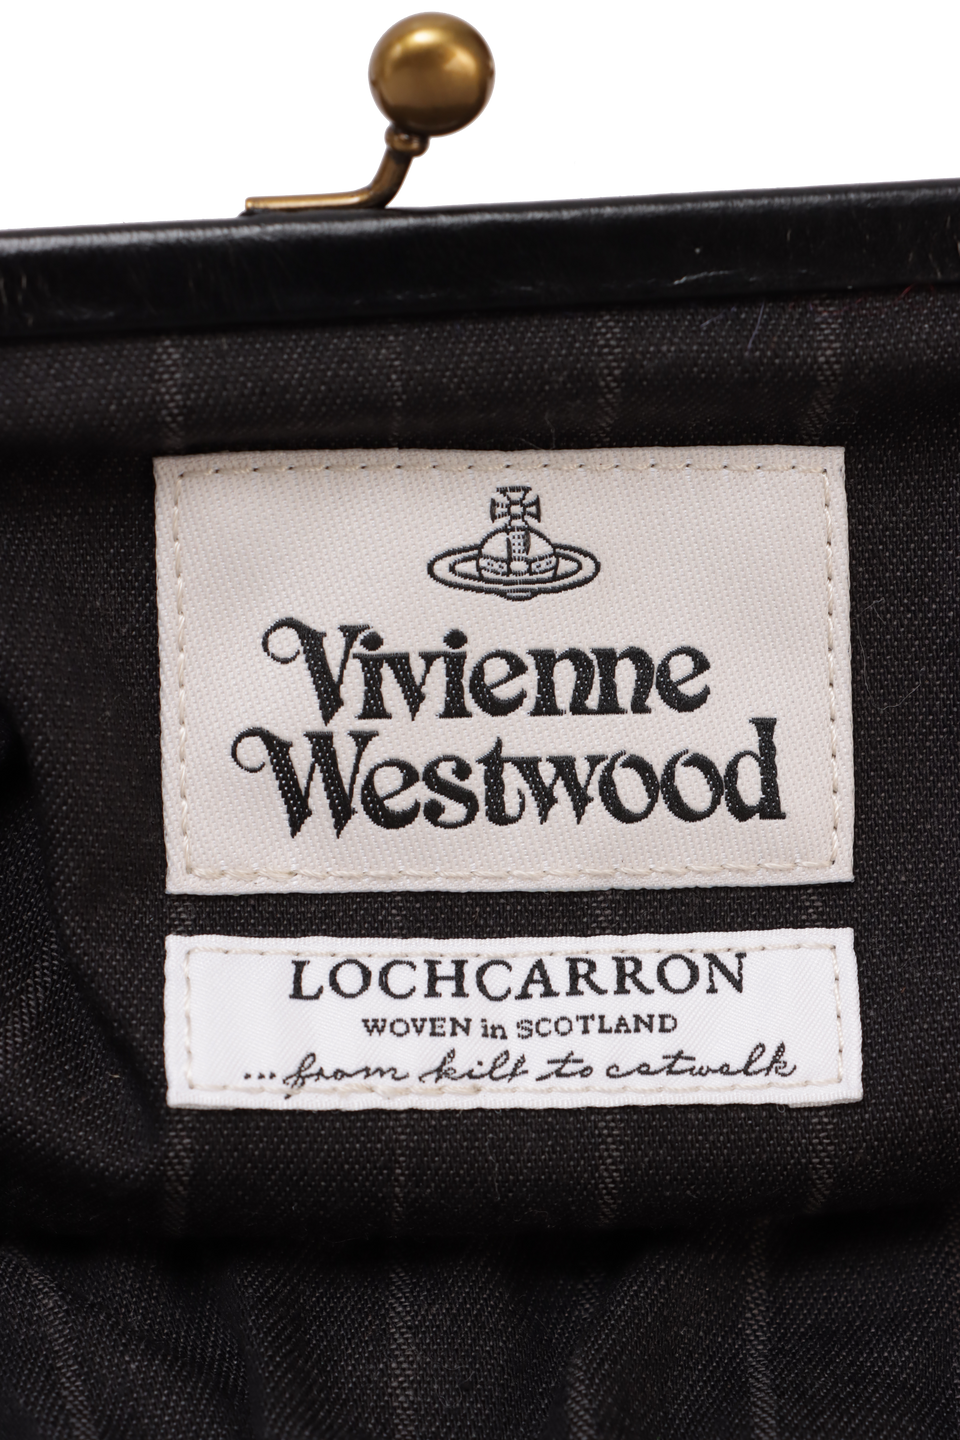 Vivienne
Westwood
LOCHCARRON
WOVEN in SCOTLAND
...from kilt to catwalk